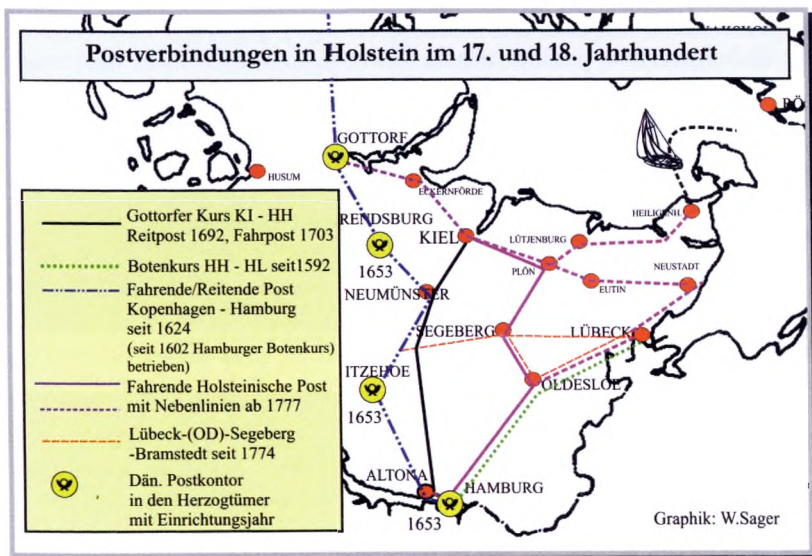 Postverbindungen in Holstein im 17. und 18. Jahrhundert
GOTTORF
HUSUM
ECKERNFÖRDE
RENDSBURG
1653
KIEL
LÜTJENBURG
HEILIGENH.
PLÖN
EUTIN
NEUSTADT
NEUMÜNSTER
SEGEBERG
LÜBECK
ITZEHOE
1653
OLDESLOE
ALTONA
HAMBURG
1653
Gottorfer Kurs KI - HH
Reitpost 1692, Fahrpost 1703
Botenkurs HH - HL seit1592
Fahrende/Reitende Post
Kopenhagen - Hamburg
seit 1624
(seit 1602 Hamburger Botenkurs)
betrieben)
Fahrende Holsteinische Post
mit Nebenlinien ab 1777
Lübeck-(OD)-Segeberg
-Bramstedt seit 1774
Dän. Postkontor
in den Herzogtümer
mit Einrichtungsjahr
Graphik: W.Sager